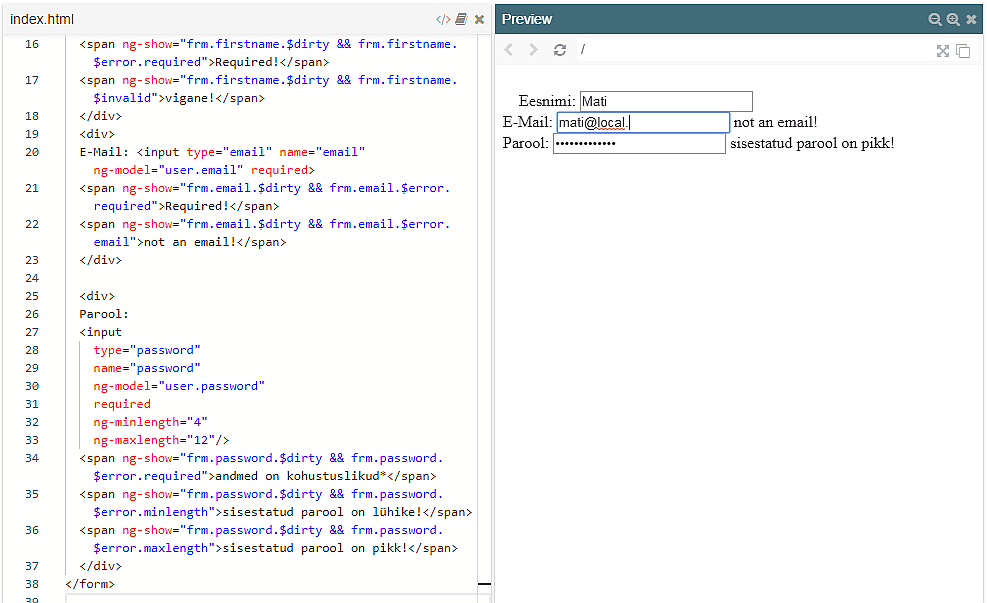 index.html
</>
Preview
/
16 <span ng-show="frm.firstname.$dirty && frm.firstname.
$error.required">Required!</span>
17 <span ng-show="frm.firstname.$dirty && frm.firstname.
$invalid">vigane!</span>
18 </div>
19 <div>
20 E-Mail: <input type="email" name="email"
ng-model="user.email" required>
21 <span ng-show="frm.email.$dirty && frm.email.$error.
required">Required!</span>
22 <span ng-show="frm.email.$dirty && frm.email.$error.
email">not an email!</span>
23 </div>
24
25 <div>
26 Parool:
27 <input
28 type="password"
29 name="password"
30 ng-model="user.password"
31 required
32 ng-minlength="4"
33 ng-maxlength="12"/>
34 <span ng-show="frm.password.$dirty && frm.password.
$error.required">andmed on kohustuslikud*</span>
35 <span ng-show="frm.password.$dirty && frm.password.
$error.minlength">sisestatud parool on lühike!</span>
36 <span ng-show="frm.password.$dirty && frm.password.
$error.maxlength">sisestatud parool on pikk!</span>
37 </div>
38 </form>
39
Eesnimi: Mati
E-Mail: mati@local. not an email!
Parool: ••••••••••••• sisestatud parool on pikk!